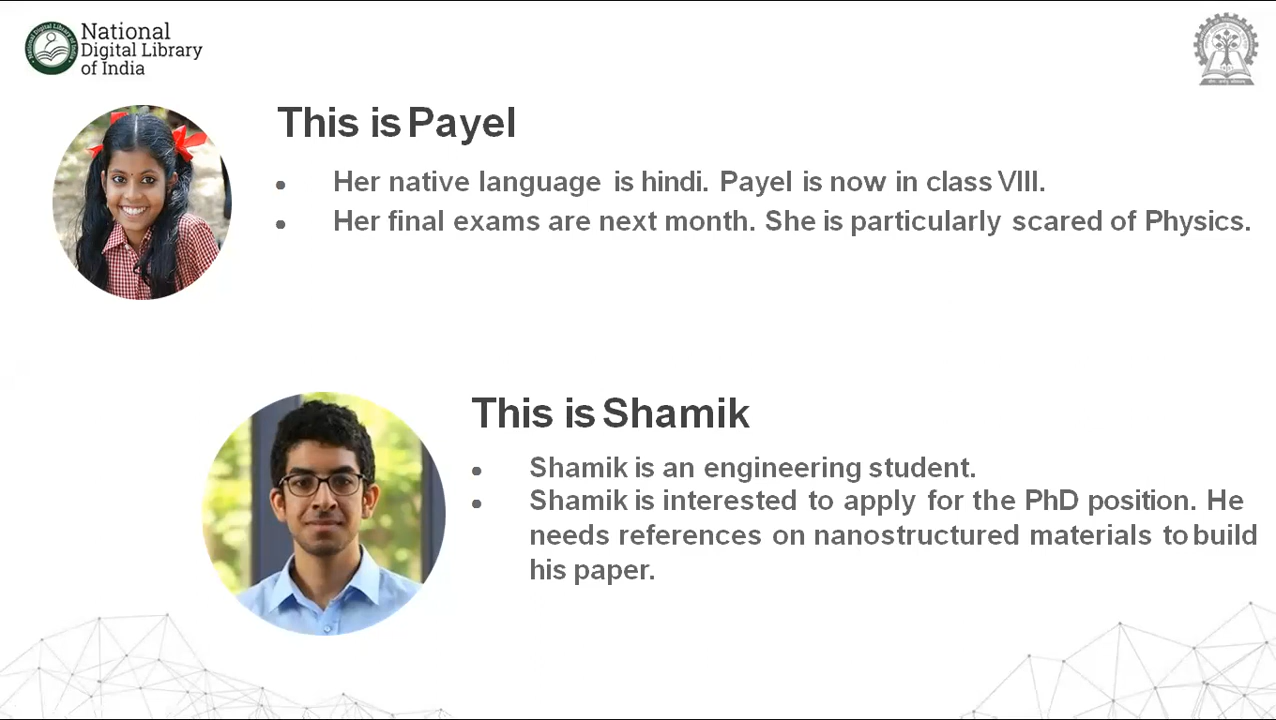 National
Digital Library
of India
This is Payel
• Her native language is hindi. Payel is now in class VIII.
• Her final exams are next month. She is particularly scared of Physics.
This is Shamik
• Shamik is an engineering student.
• Shamik is interested to apply for the PhD position. He
needs references on nanostructured materials to build
his paper.